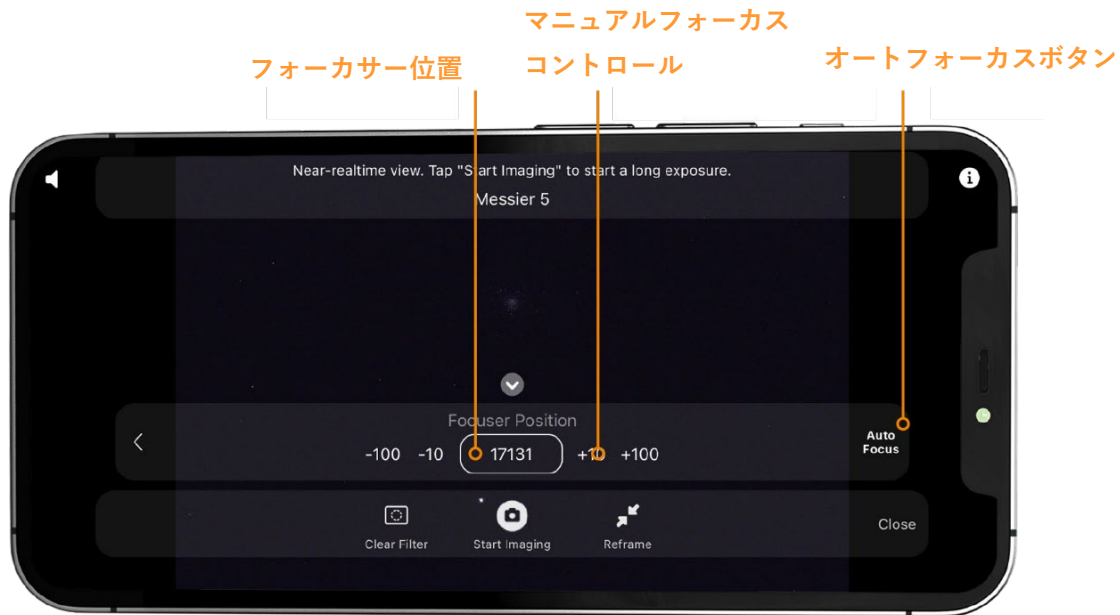 マニュアルフォーカス
コントロール
フォーカサー位置
オートフォーカスボタン
Near-realtime view. Tap "Start Imaging" to start a long exposure.
Messier 5
Focuser Position
-100 -10 17131 +10 +100
Auto
Focus
Clear Filter Start Imaging Reframe
Close